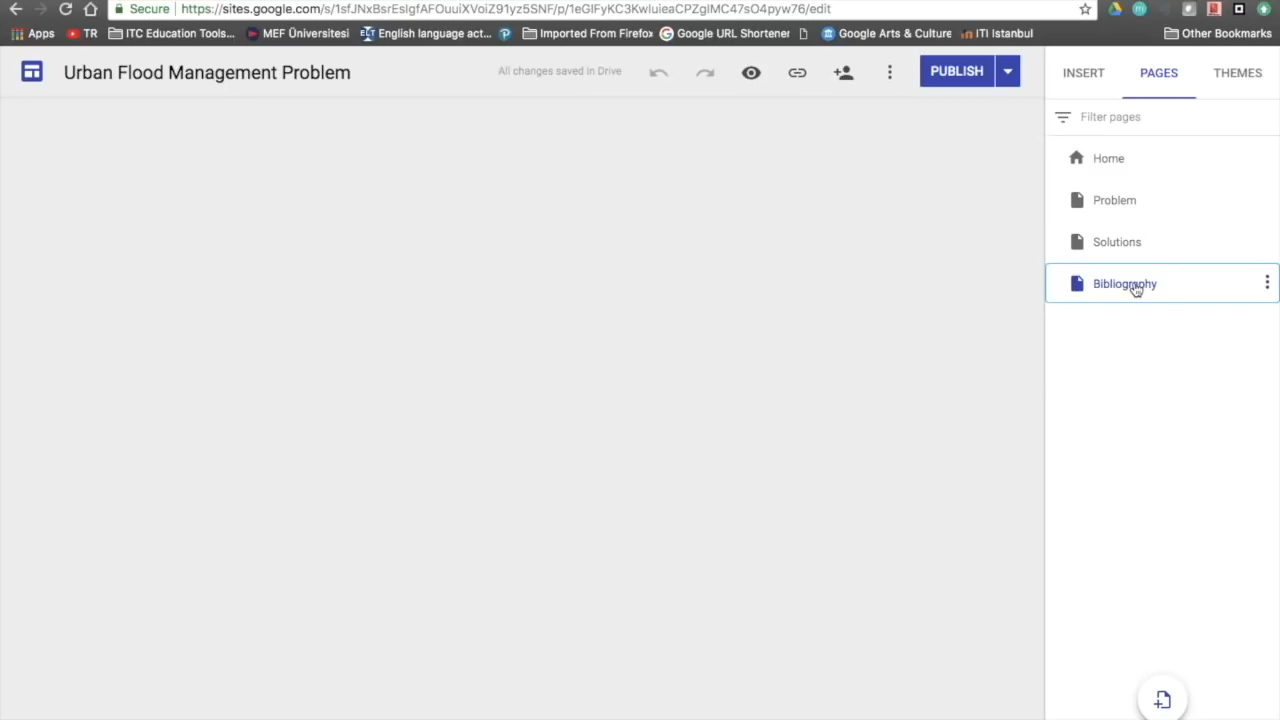 Secure https://sites.google.com/s/1sfJNxBsrEslgfAFOuuiXVoiZ91yz5SNF/p/1eGlFyKC3KwIuieaCPZgIMC47sO4pyw76/edit
Apps TR ITC Education Tools... MEF Üniversitesi ELT English language act... Imported From Firefox Google URL Shortener Google Arts & Culture ITI Istanbul Other Bookmarks
Urban Flood Management Problem All changes saved in Drive PUBLISH INSERT PAGES THEMES
Filter pages
Home
Problem
Solutions
Bibliography